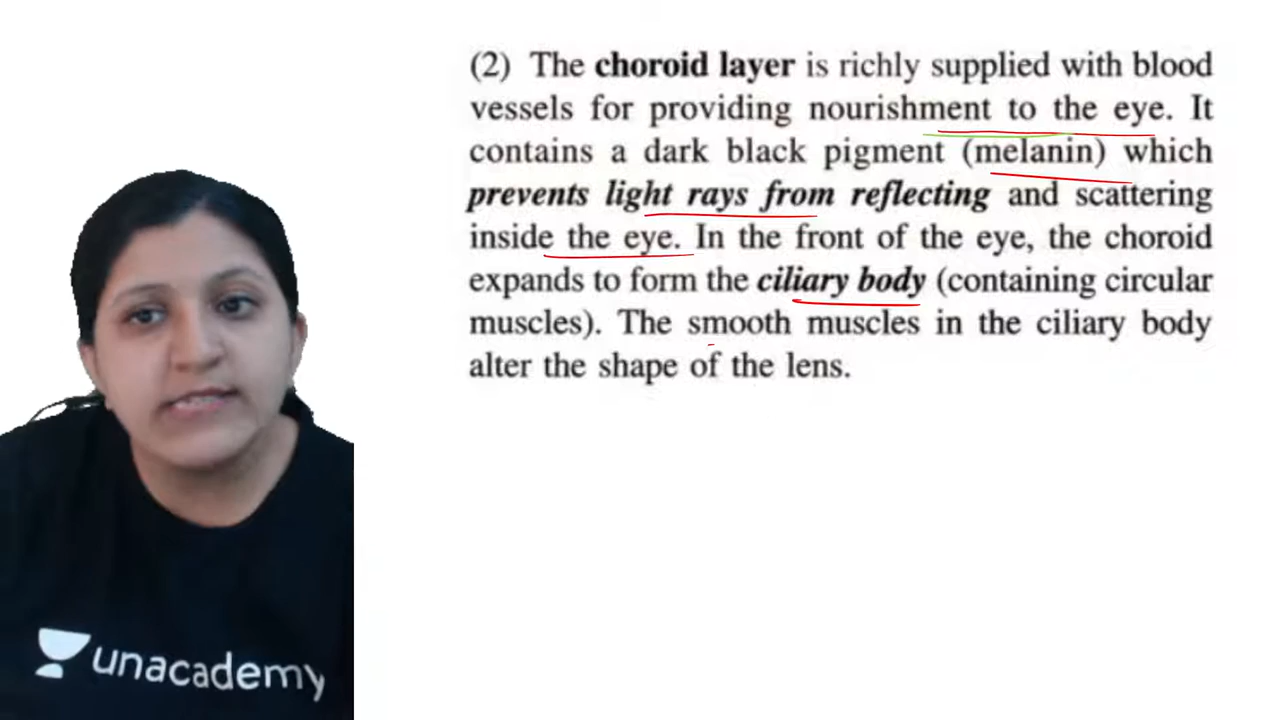 (2) The choroid layer is richly supplied with blood
vessels for providing nourishment to the eye. It
contains a dark black pigment (melanin) which
prevents light rays from reflecting and scattering
inside the eye. In the front of the eye, the choroid
expands to form the ciliary body (containing circular
muscles). The smooth muscles in the ciliary body
alter the shape of the lens.
unacademy